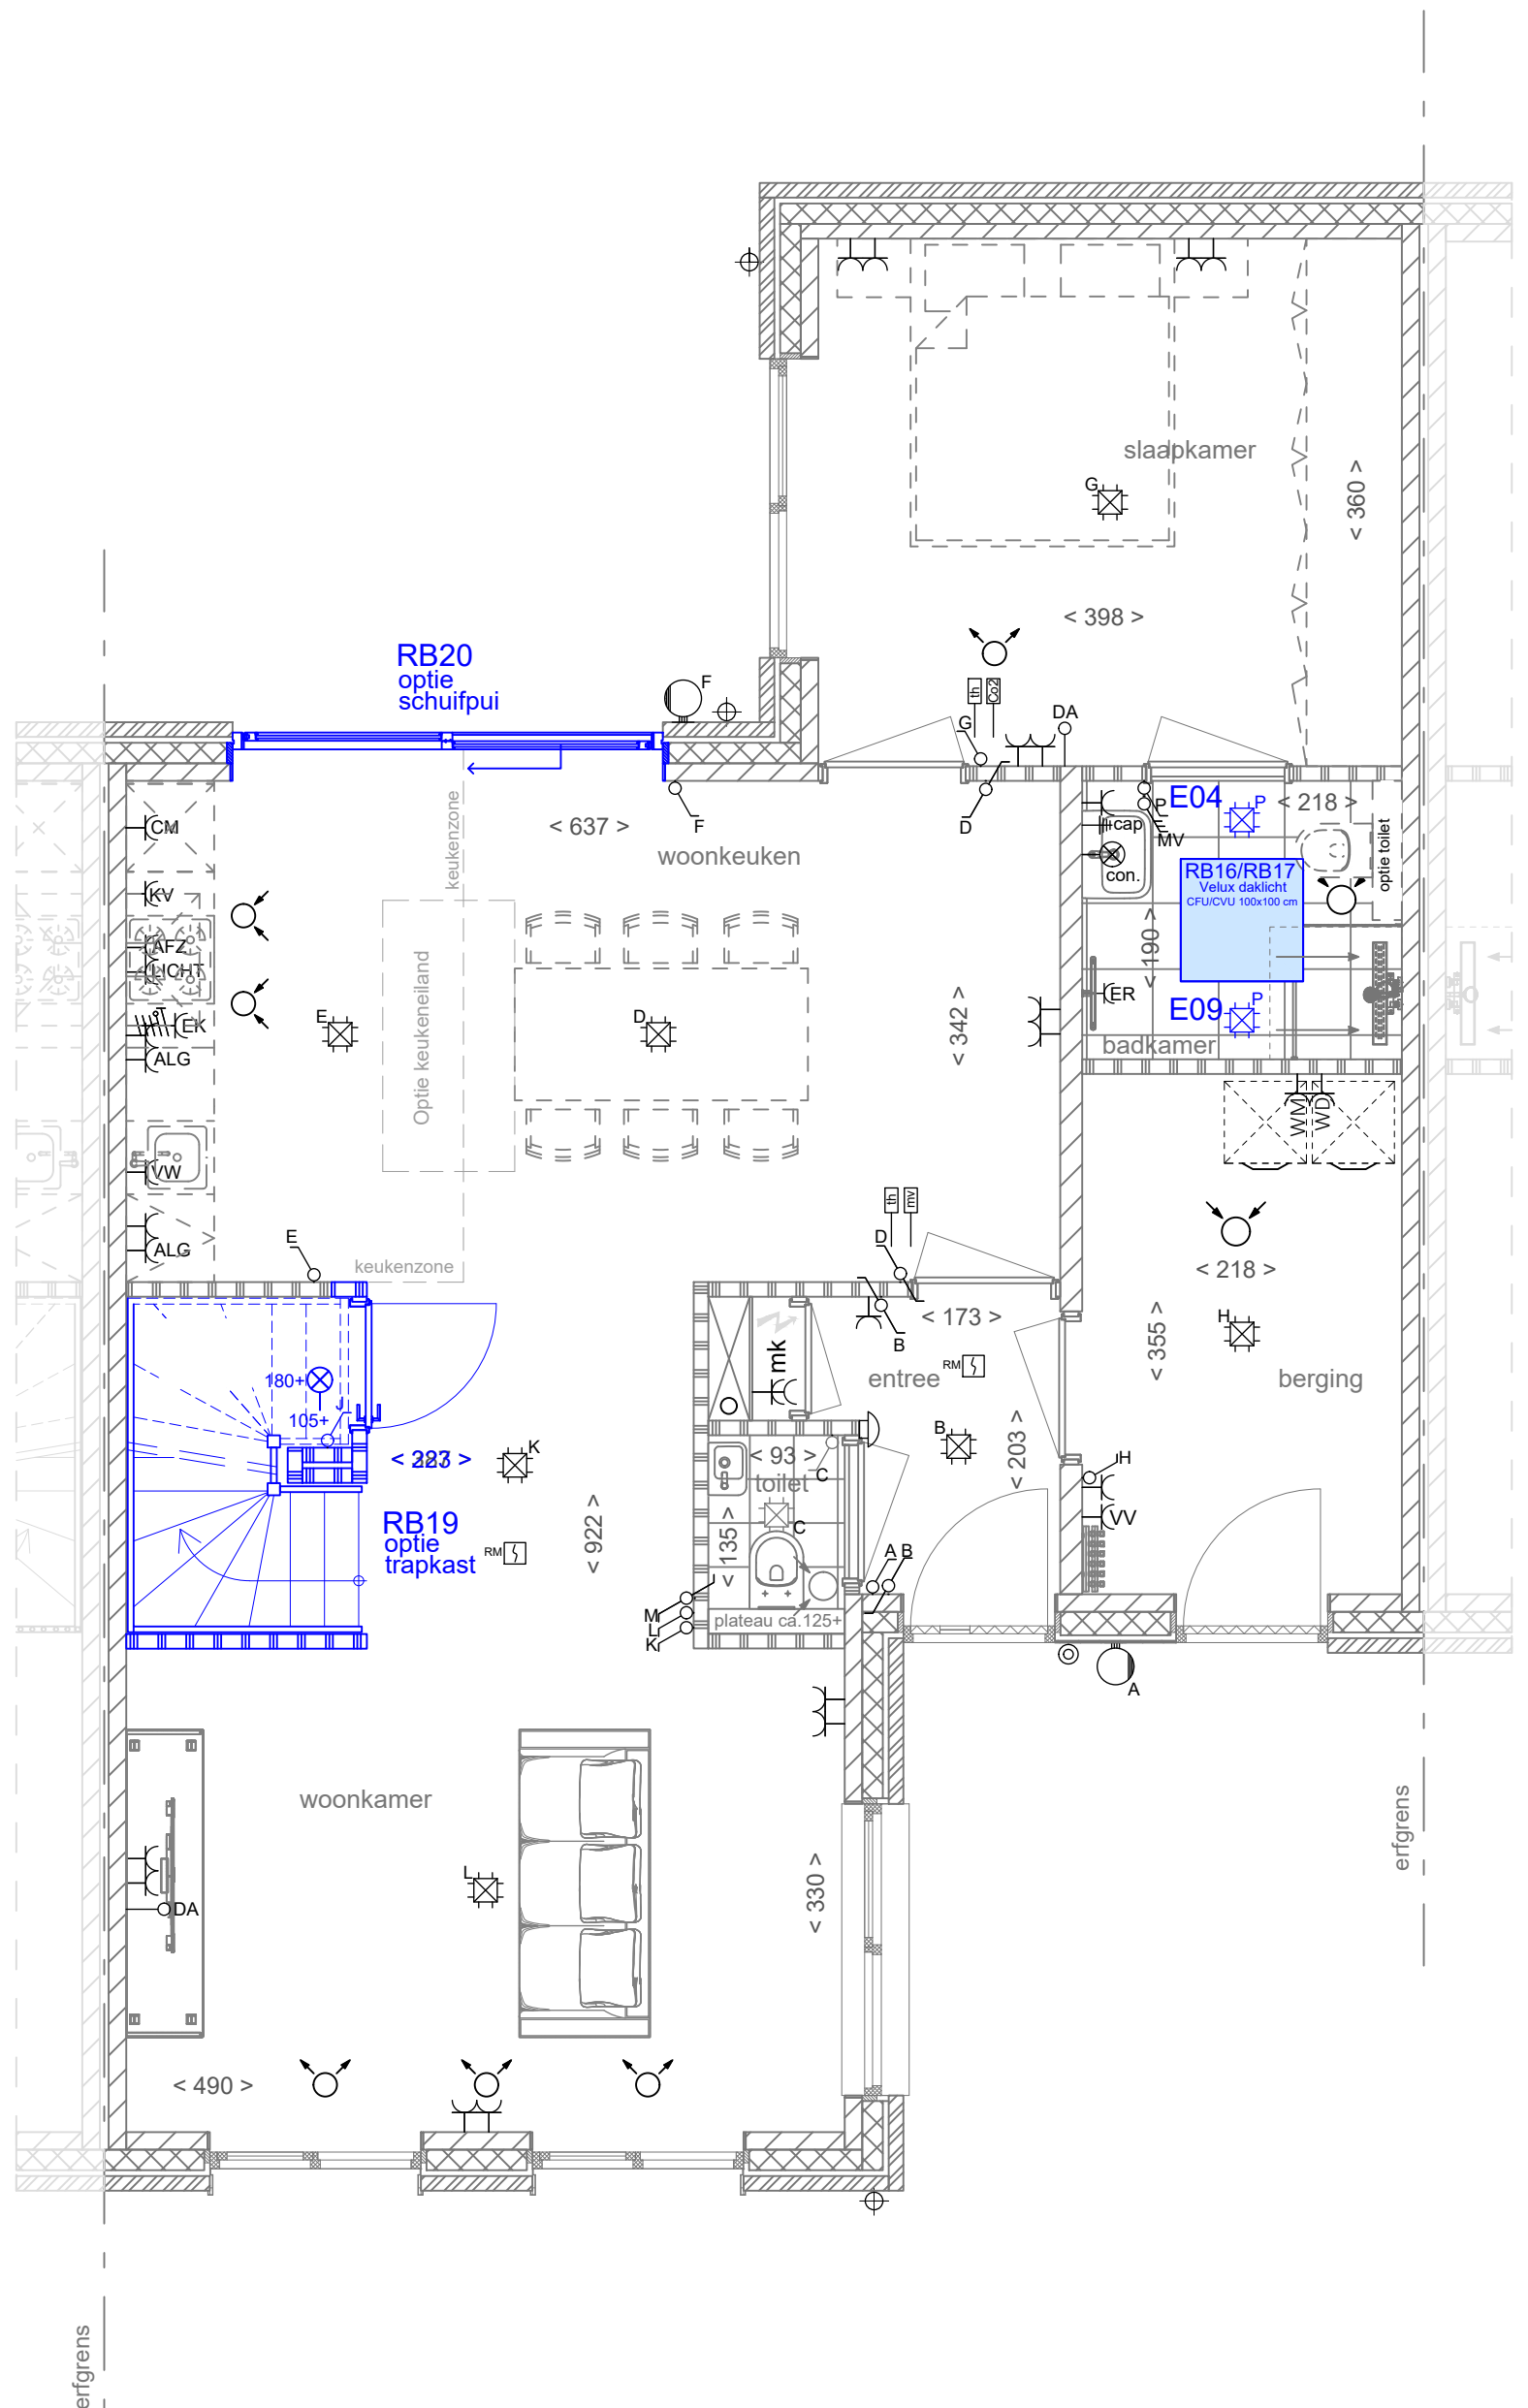 slaapkamer
G
< 360 >
< 398 >
RB20
optie
schuifpui
F
th
Co2
G
DA
F
D
keukenzone
< 637 >
woonkeuken
CM
KV
AFZ
LICHT
T
EK
ALG
VW
ALG
E
Optie keukeneiland
D
< 342 >
E04
P
P
MV
< 218 >
cap
con.
optie toilet
RB16/RB17
Velux daklicht
CFU/CVU 100x100 cm
< 190 >
ER
E09
P
badkamer
WM
WD
< 218 >
E
keukenzone
th
mv
D
B
< 173 >
H
< 355 >
berging
mk
entree
RM
180+
105+
J
K
B
< 203 >
< 93 >
toilet
C
C
H
VV
RB19
optie
trapkast
RM
< 922 >
< 135 >
A B
M
L
K
plateau ca.125+
A
woonkamer
L
< 330 >
DA
erfgrens
< 490 >
erfgrens